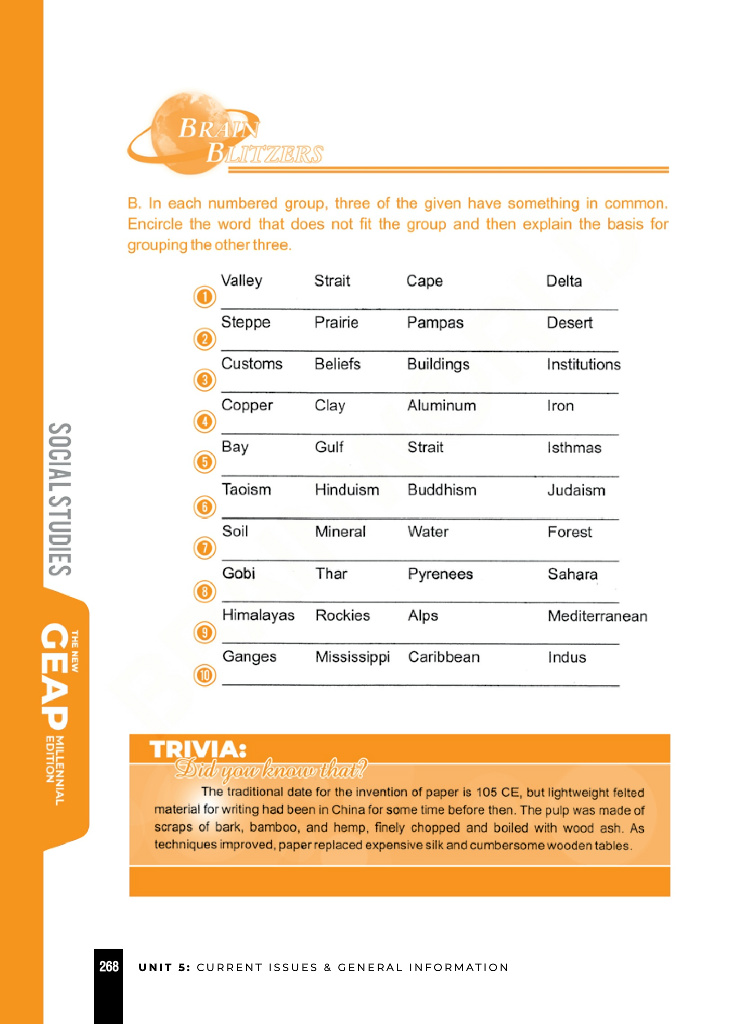 BRAIN
BLITZERS
B. In each numbered group, three of the given have something in common.
Encircle the word that does not fit the group and then explain the basis for
grouping the other three.
1 Valley Strait Cape Delta
2 Steppe Prairie Pampas Desert
3 Customs Beliefs Buildings Institutions
4 Copper Clay Aluminum Iron
5 Bay Gulf Strait Isthmas
6 Taoism Hinduism Buddhism Judaism
7 Soil Mineral Water Forest
8 Gobi Thar Pyrenees Sahara
9 Himalayas Rockies Alps Mediterranean
10 Ganges Mississippi Caribbean Indus
SOCIAL STUDIES
THE NEW
GEAP
MILLENNIAL
EDITION
TRIVIA:
Did you know that?
The traditional date for the invention of paper is 105 CE, but lightweight felted
material for writing had been in China for some time before then. The pulp was made of
scraps of bark, bamboo, and hemp, finely chopped and boiled with wood ash. As
techniques improved, paper replaced expensive silk and cumbersome wooden tables.
268 UNIT 5: CURRENT ISSUES & GENERAL INFORMATION